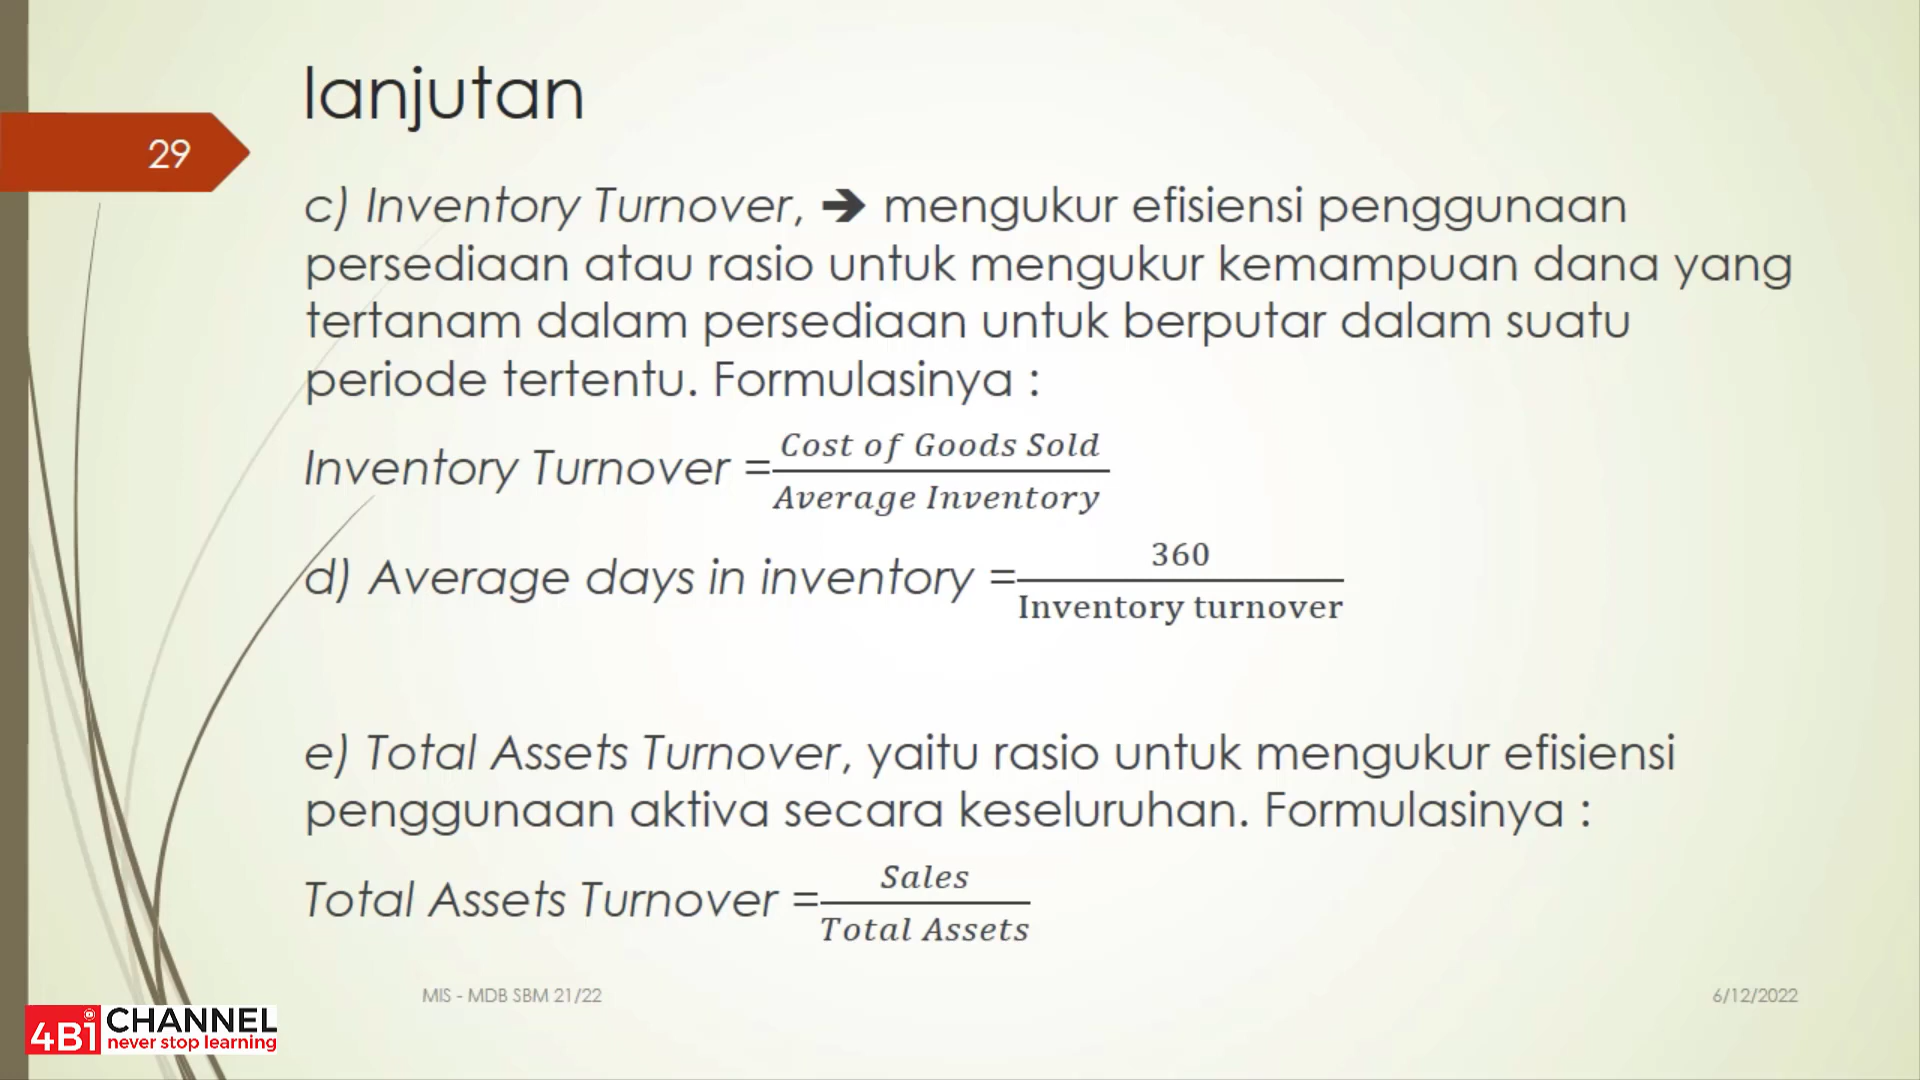 lanjutan
29
c) Inventory Turnover, ➔ mengukur efisiensi penggunaan
persediaan atau rasio untuk mengukur kemampuan dana yang
tertanam dalam persediaan untuk berputar dalam suatu
periode tertentu. Formulasinya :
Inventory Turnover = Cost of Goods Sold / Average Inventory
d) Average days in inventory = 360 / Inventory turnover
e) Total Assets Turnover, yaitu rasio untuk mengukur efisiensi
penggunaan aktiva secara keseluruhan. Formulasinya :
Total Assets Turnover = Sales / Total Assets
MIS - MDB SBM 21/22
6/12/2022
4Bi CHANNEL
never stop learning